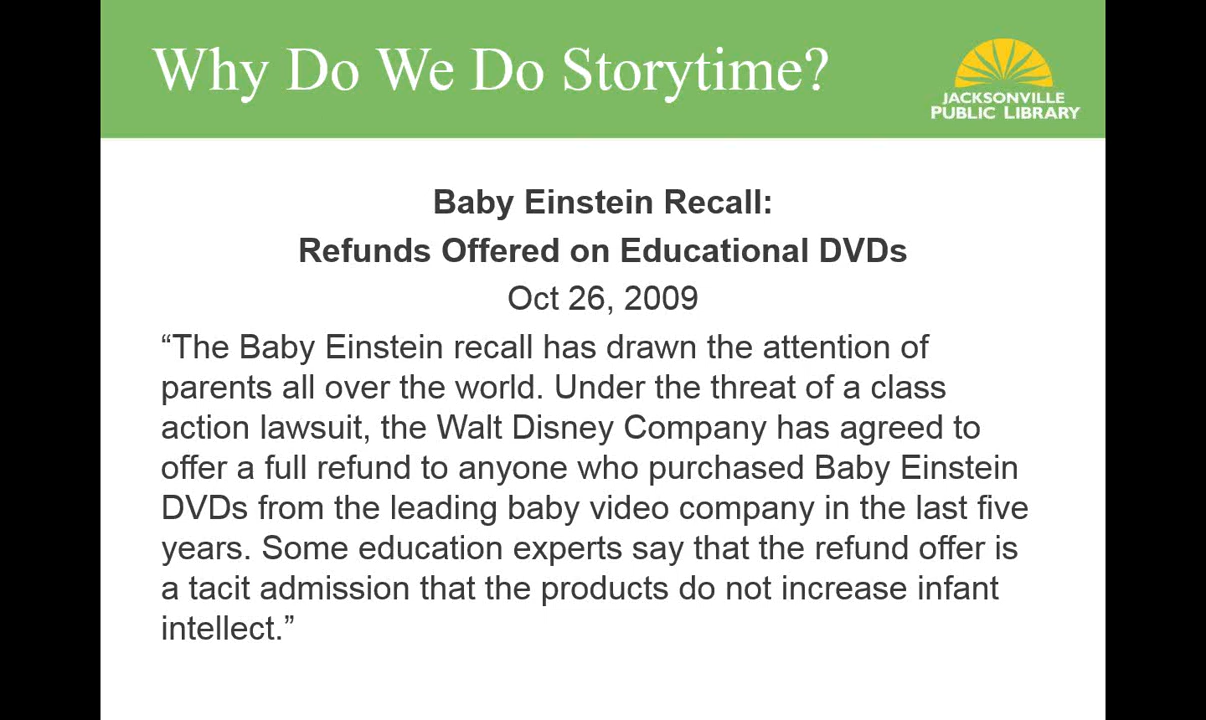 Why Do We Do Storytime?
JACKSONVILLE
PUBLIC LIBRARY
Baby Einstein Recall:
Refunds Offered on Educational DVDs
Oct 26, 2009
“The Baby Einstein recall has drawn the attention of
parents all over the world. Under the threat of a class
action lawsuit, the Walt Disney Company has agreed to
offer a full refund to anyone who purchased Baby Einstein
DVDs from the leading baby video company in the last five
years. Some education experts say that the refund offer is
a tacit admission that the products do not increase infant
intellect.”